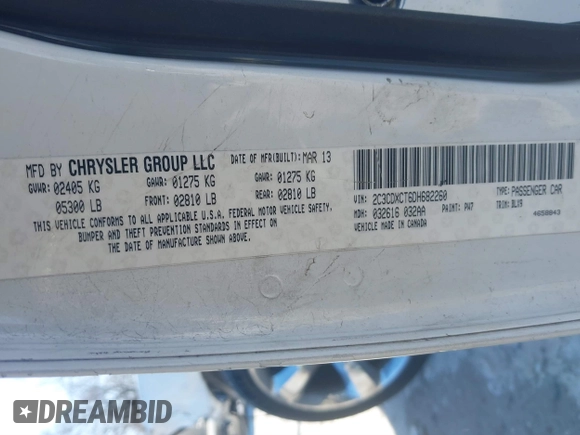 MFD BY CHRYSLER GROUP LLC DATE OF MFR(BUILT): MAR 13
GVWR: 02405 KG GAWR: 01275 KG GAWR: 01275 KG
05300 LB FRONT: 02810 LB REAR: 02810 LB
THIS VEHICLE CONFORMS TO ALL APPLICABLE U.S.A. FEDERAL MOTOR VEHICLE SAFETY,
BUMPER AND THEFT PREVENTION STANDARDS IN EFFECT ON
THE DATE OF MANUFACTURE SHOWN ABOVE.
VIN: 2C3CDXCT6DH682260 TYPE: PASSENGER CAR
MDH: 032616 032AA PAINT: PW7 TRIM: BLX9
VEHICLE MADE IN CANADA 4650843
DREAMBID